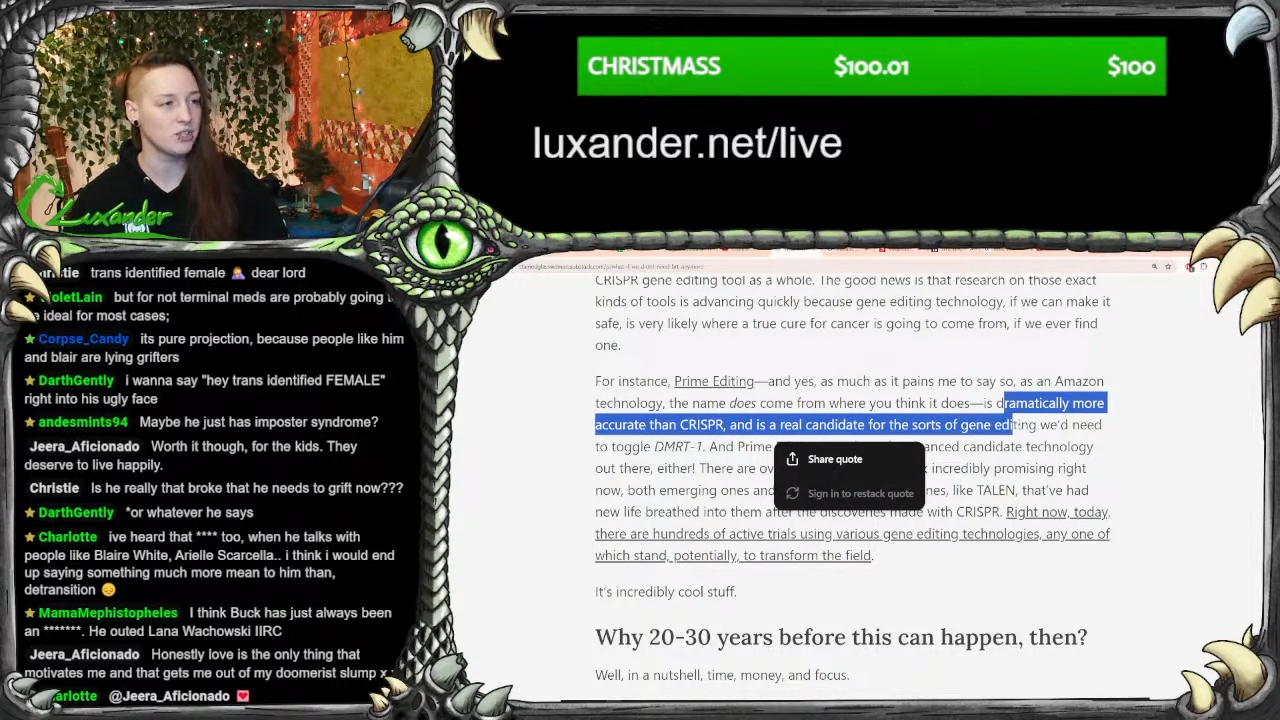 CHRISTMASS $100.01 $100
luxander.net/live
Luxander
trans identified female 🤦‍♀️ dear lord
but for not terminal meds are probably going
ideal for most cases;
Corpse_Candy its pure projection, because people like him
and blair are lying grifters
DarthGently i wanna say "hey trans identified FEMALE"
right into his ugly face
andesmints94 Maybe he just has imposter syndrome?
Jeera_Aficionado Worth it though, for the kids. They
deserve to live happily.
Christie Is he really that broke that he needs to grift now???
DarthGently *or whatever he says
Charlotte ive heard that **** too, when he talks with
people like Blaire White, Arielle Scarcella.. i think i would end
up saying something much more mean to him than,
detransition 😔
MamaMephistopheles I think Buck has just always been
an *******. He outed Lana Wachowski IIRC
Jeera_Aficionado Honestly love is the only thing that
motivates me and that gets me out of my doomerist slump x
@Jeera_Aficionado 💟
CRISPR gene editing tool as a whole. The good news is that research on those exact
kinds of tools is advancing quickly because gene editing technology, if we can make it
safe, is very likely where a true cure for cancer is going to come from, if we ever find
one.
For instance, Prime Editing—and yes, as much as it pains me to say so, as an Amazon
technology, the name does come from where you think it does—is dramatically more
accurate than CRISPR, and is a real candidate for the sorts of gene editing we'd need
to toggle DMRT-1. And Prime anced candidate technology
out there, either! There are incredibly promising right
now, both emerging ones and nes, like TALEN, that've had
new life breathed into them after the discoveries made with CRISPR. Right now, today,
there are hundreds of active trials using various gene editing technologies, any one of
which stand, potentially, to transform the field.
Share quote
Sign in to restack quote
It's incredibly cool stuff.
Why 20-30 years before this can happen, then?
Well, in a nutshell, time, money, and focus.